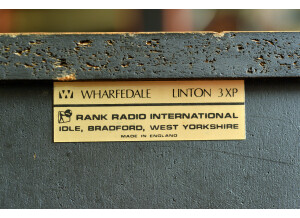 WHARFEDALE LINTON 3XP
RANK RADIO INTERNATIONAL
IDLE, BRADFORD, WEST YORKSHIRE
MADE IN ENGLAND